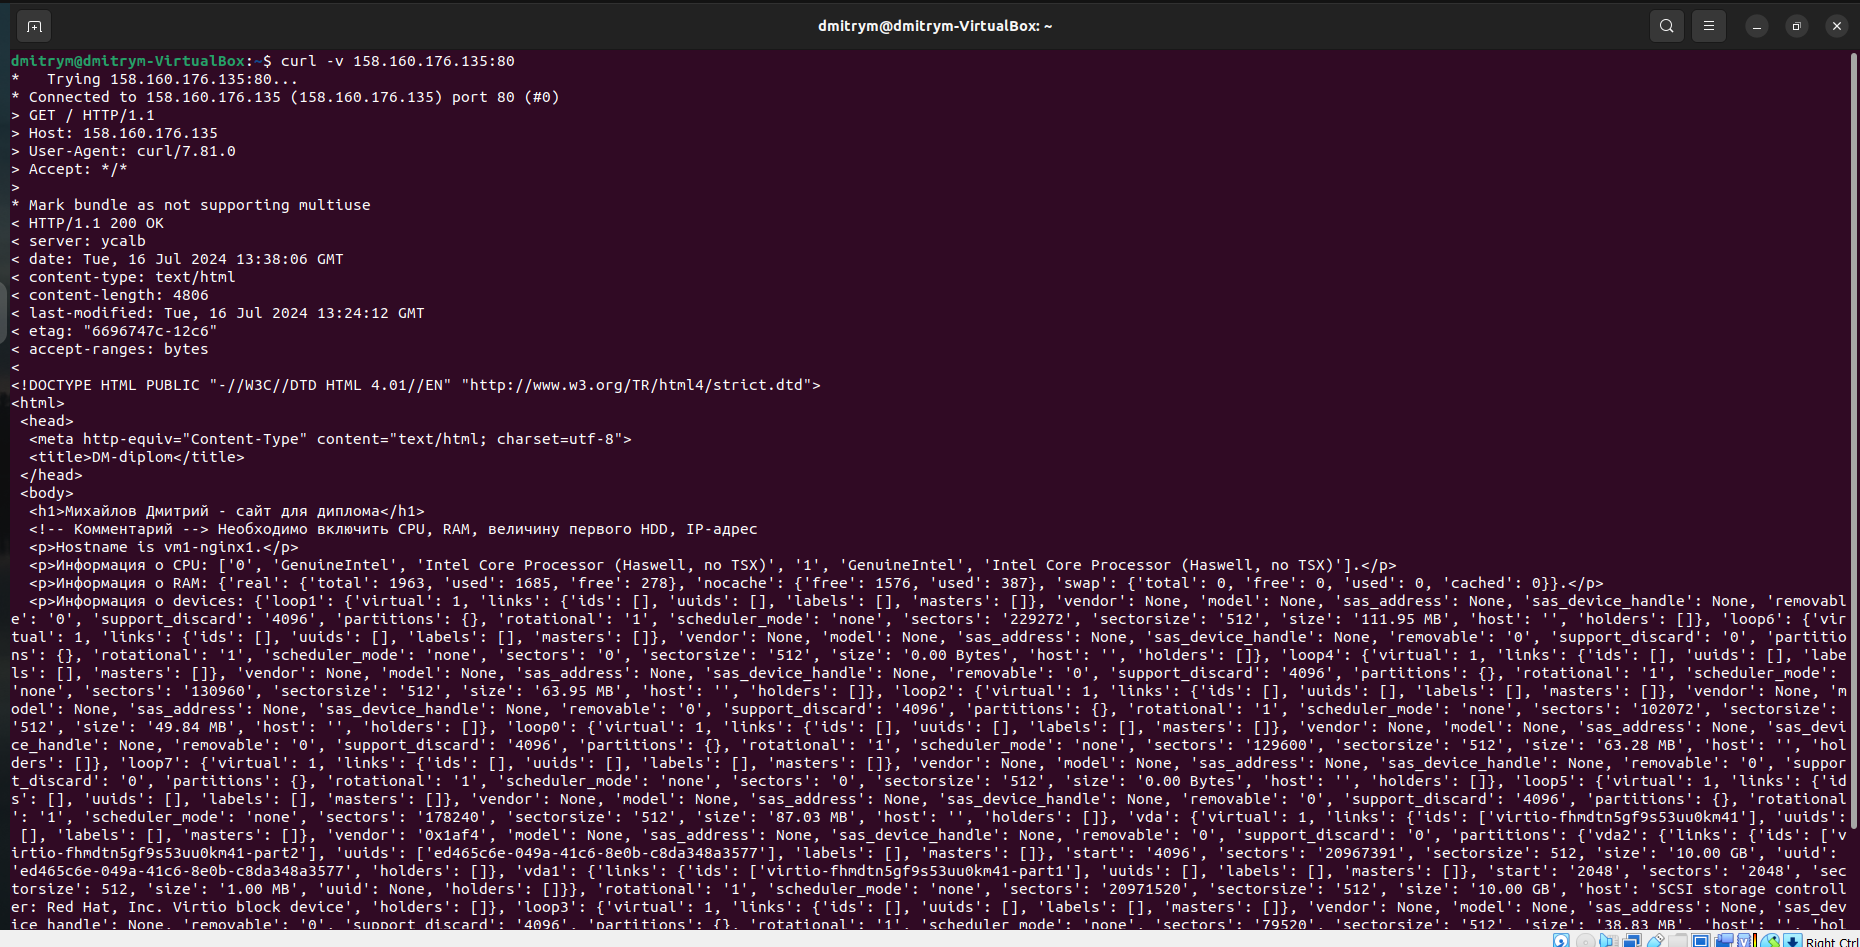 dmitrym@dmitrym-VirtualBox: ~
dmitrym@dmitrym-VirtualBox:~$ curl -v 158.160.176.135:80
*   Trying 158.160.176.135:80...
* Connected to 158.160.176.135 (158.160.176.135) port 80 (#0)
> GET / HTTP/1.1
> Host: 158.160.176.135
> User-Agent: curl/7.81.0
> Accept: */*
>
* Mark bundle as not supporting multiuse
< HTTP/1.1 200 OK
< server: ycalb
< date: Tue, 16 Jul 2024 13:38:06 GMT
< content-type: text/html
< content-length: 4806
< last-modified: Tue, 16 Jul 2024 13:24:12 GMT
< etag: "6696747c-12c6"
< accept-ranges: bytes
<
<!DOCTYPE HTML PUBLIC "-//W3C//DTD HTML 4.01//EN" "http://www.w3.org/TR/html4/strict.dtd">
<html>
 <head>
  <meta http-equiv="Content-Type" content="text/html; charset=utf-8">
  <title>DM-diplom</title>
 </head>
 <body>
  <h1>Михайлов Дмитрий - сайт для диплома</h1>
  <!-- Комментарий --> Необходимо включить CPU, RAM, величину первого HDD, IP-адрес
  <p>Hostname is vm1-nginx1.</p>
  <p>Информация о CPU: ['0', 'GenuineIntel', 'Intel Core Processor (Haswell, no TSX)', '1', 'GenuineIntel', 'Intel Core Processor (Haswell, no TSX)'].</p>
  <p>Информация о RAM: {'real': {'total': 1963, 'used': 1685, 'free': 278}, 'nocache': {'free': 1576, 'used': 387}, 'swap': {'total': 0, 'free': 0, 'used': 0, 'cached': 0}}.</p>
  <p>Информация о devices: {'loop1': {'virtual': 1, 'links': {'ids': [], 'uuids': [], 'labels': [], 'masters': []}, 'vendor': None, 'model': None, 'sas_address': None, 'sas_device_handle': None, 'removabl
e': '0', 'support_discard': '4096', 'partitions': {}, 'rotational': '1', 'scheduler_mode': 'none', 'sectors': '229272', 'sectorsize': '512', 'size': '111.95 MB', 'host': '', 'holders': []}, 'loop6': {'vir
tual': 1, 'links': {'ids': [], 'uuids': [], 'labels': [], 'masters': []}, 'vendor': None, 'model': None, 'sas_address': None, 'sas_device_handle': None, 'removable': '0', 'support_discard': '0', 'partitio
ns': {}, 'rotational': '1', 'scheduler_mode': 'none', 'sectors': '0', 'sectorsize': '512', 'size': '0.00 Bytes', 'host': '', 'holders': []}, 'loop4': {'virtual': 1, 'links': {'ids': [], 'uuids': [], 'labe
ls': [], 'masters': []}, 'vendor': None, 'model': None, 'sas_address': None, 'sas_device_handle': None, 'removable': '0', 'support_discard': '4096', 'partitions': {}, 'rotational': '1', 'scheduler_mode':
'none', 'sectors': '130960', 'sectorsize': '512', 'size': '63.95 MB', 'host': '', 'holders': []}, 'loop2': {'virtual': 1, 'links': {'ids': [], 'uuids': [], 'labels': [], 'masters': []}, 'vendor': None, 'm
odel': None, 'sas_address': None, 'sas_device_handle': None, 'removable': '0', 'support_discard': '4096', 'partitions': {}, 'rotational': '1', 'scheduler_mode': 'none', 'sectors': '102072', 'sectorsize':
'512', 'size': '49.84 MB', 'host': '', 'holders': []}, 'loop0': {'virtual': 1, 'links': {'ids': [], 'uuids': [], 'labels': [], 'masters': []}, 'vendor': None, 'model': None, 'sas_address': None, 'sas_devi
ce_handle': None, 'removable': '0', 'support_discard': '4096', 'partitions': {}, 'rotational': '1', 'scheduler_mode': 'none', 'sectors': '129600', 'sectorsize': '512', 'size': '63.28 MB', 'host': '', 'hol
ders': []}, 'loop7': {'virtual': 1, 'links': {'ids': [], 'uuids': [], 'labels': [], 'masters': []}, 'vendor': None, 'model': None, 'sas_address': None, 'sas_device_handle': None, 'removable': '0', 'suppor
t_discard': '0', 'partitions': {}, 'rotational': '1', 'scheduler_mode': 'none', 'sectors': '0', 'sectorsize': '512', 'size': '0.00 Bytes', 'host': '', 'holders': []}, 'loop5': {'virtual': 1, 'links': {'id
s': [], 'uuids': [], 'labels': [], 'masters': []}, 'vendor': None, 'model': None, 'sas_address': None, 'sas_device_handle': None, 'removable': '0', 'support_discard': '4096', 'partitions': {}, 'rotational
': '1', 'scheduler_mode': 'none', 'sectors': '178240', 'sectorsize': '512', 'size': '87.03 MB', 'host': '', 'holders': []}, 'vda': {'virtual': 1, 'links': {'ids': ['virtio-fhmdtn5gf9s53uu0km41'], 'uuids':
 [], 'labels': [], 'masters': []}, 'vendor': '0x1af4', 'model': None, 'sas_address': None, 'sas_device_handle': None, 'removable': '0', 'support_discard': '0', 'partitions': {'vda2': {'links': {'ids': ['v
irtio-fhmdtn5gf9s53uu0km41-part2'], 'uuids': ['ed465c6e-049a-41c6-8e0b-c8da348a3577'], 'labels': [], 'masters': []}, 'start': '4096', 'sectors': '20967391', 'sectorsize': 512, 'size': '10.00 GB', 'uuid':
'ed465c6e-049a-41c6-8e0b-c8da348a3577', 'holders': []}, 'vda1': {'links': {'ids': ['virtio-fhmdtn5gf9s53uu0km41-part1'], 'uuids': [], 'labels': [], 'masters': []}, 'start': '2048', 'sectors': '2048', 'sec
torsize': 512, 'size': '1.00 MB', 'uuid': None, 'holders': []}}, 'rotational': '1', 'scheduler_mode': 'none', 'sectors': '20971520', 'sectorsize': '512', 'size': '10.00 GB', 'host': 'SCSI storage controll
er: Red Hat, Inc. Virtio block device', 'holders': []}, 'loop3': {'virtual': 1, 'links': {'ids': [], 'uuids': [], 'labels': [], 'masters': []}, 'vendor': None, 'model': None, 'sas_address': None, 'sas_dev
ice_handle': None, 'removable': '0', 'support_discard': '4096', 'partitions': {}, 'rotational': '1', 'scheduler_mode': 'none', 'sectors': '79520', 'sectorsize': '512', 'size': '38.83 MB', 'host': '', 'hol
Right Ctrl